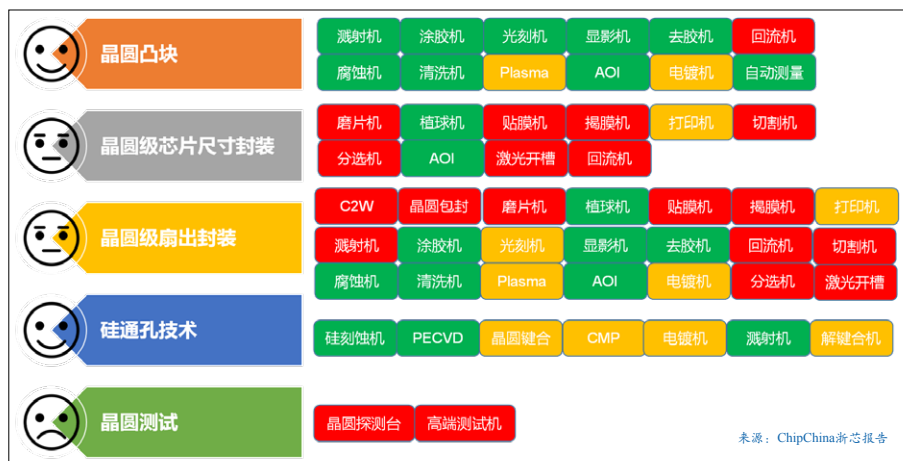 晶圆凸块
溅射机 涂胶机 光刻机 显影机 去胶机 回流机
腐蚀机 清洗机 Plasma AOI 电镀机 自动测量
晶圆级芯片尺寸封装
磨片机 植球机 贴膜机 揭膜机 打印机 切割机
分选机 AOI 激光开槽 回流机
晶圆级扇出封装
C2W 晶圆包封 磨片机 植球机 贴膜机 揭膜机 打印机
溅射机 涂胶机 光刻机 显影机 去胶机 回流机 切割机
腐蚀机 清洗机 Plasma AOI 电镀机 分选机 激光开槽
硅通孔技术
硅刻蚀机 PECVD 晶圆键合 CMP 电镀机 溅射机 解键合机
晶圆测试
晶圆探测台 高端测试机
来源：ChipChina浙芯报告